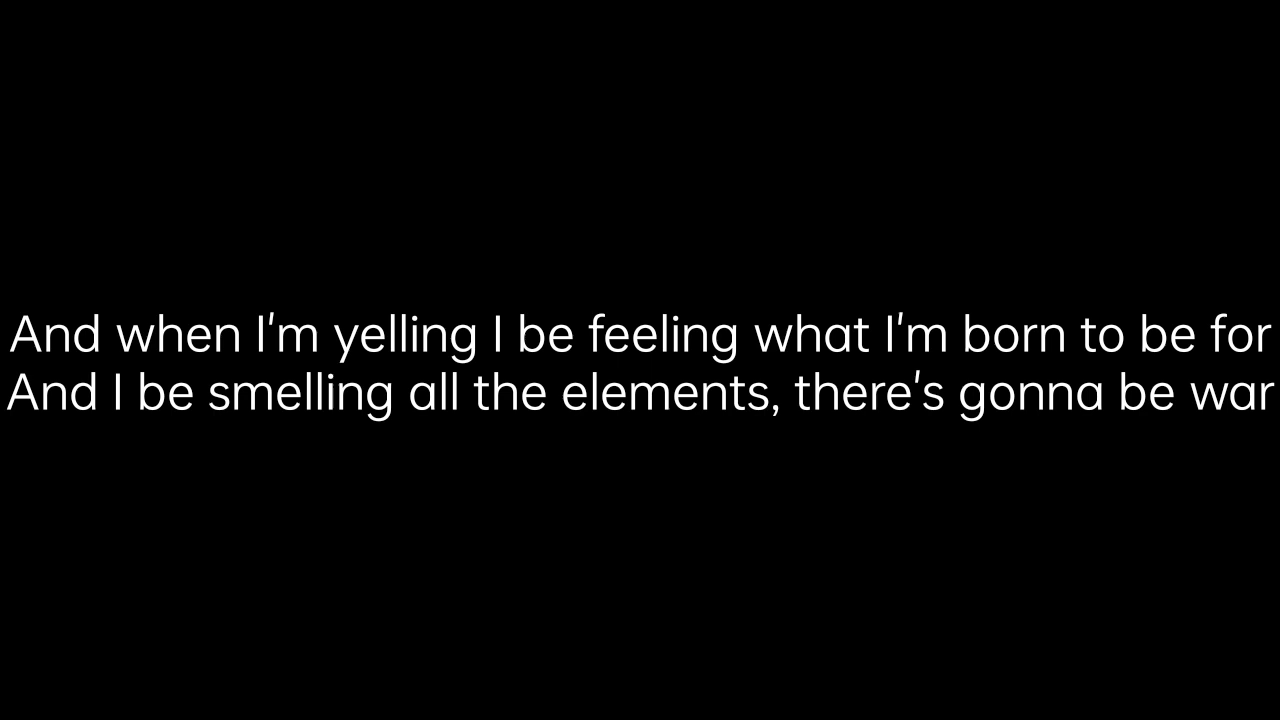 And when I'm yelling I be feeling what I'm born to be for
And I be smelling all the elements, there's gonna be war